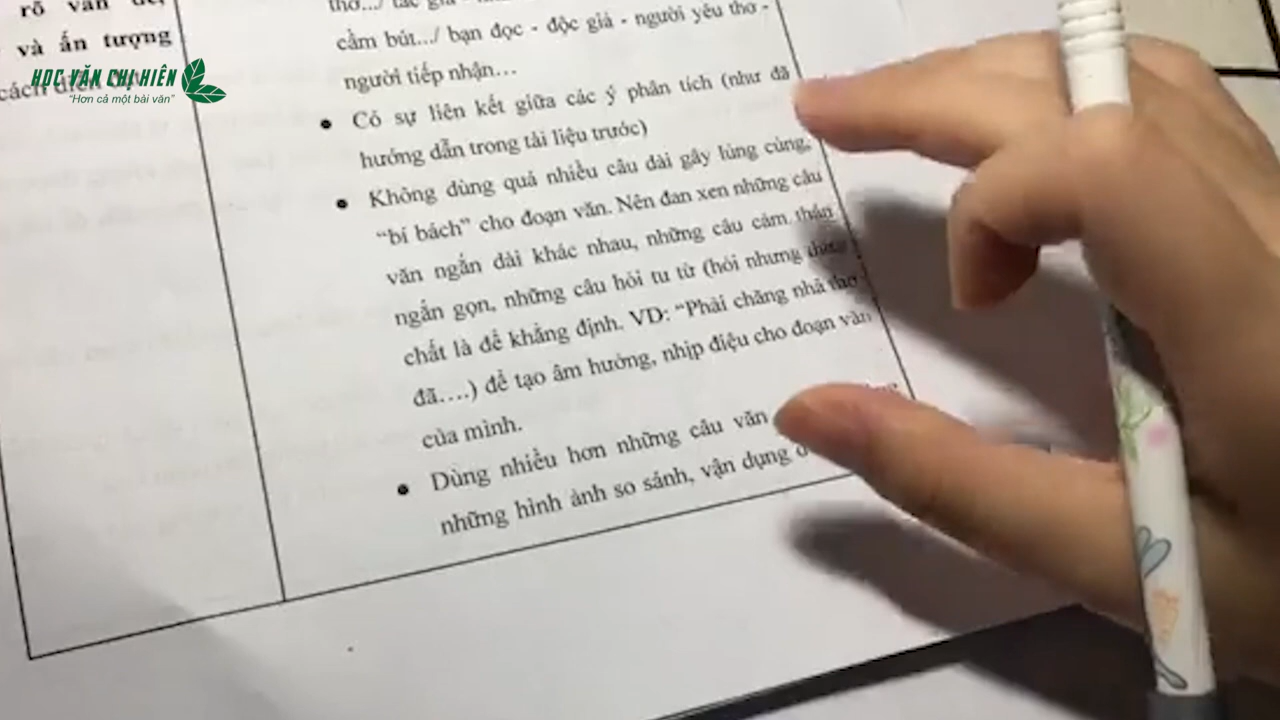 rõ vấn đề,
và ấn tượng
cách diễn
HỌC VĂN CHỊ HIÊN
"Hơn cả một bài văn"
thơ.../ tác giả
cầm bút.../ bạn đọc - độc giả - người yêu thơ -
người tiếp nhận…
• Có sự liên kết giữa các ý phân tích (như đã
hướng dẫn trong tài liệu trước)
• Không dùng quá nhiều câu dài gây lủng củng,
“bí bách” cho đoạn văn. Nên đan xen những câu
văn ngắn dài khác nhau, những câu cảm thán
ngắn gọn, những câu hỏi tu từ (hỏi nhưng thực
chất là để khẳng định. VD: “Phải chăng nhà thơ
đã….) để tạo âm hưởng, nhịp điệu cho đoạn văn
của mình.
• Dùng nhiều hơn những câu văn
những hình ảnh so sánh, vận dụng